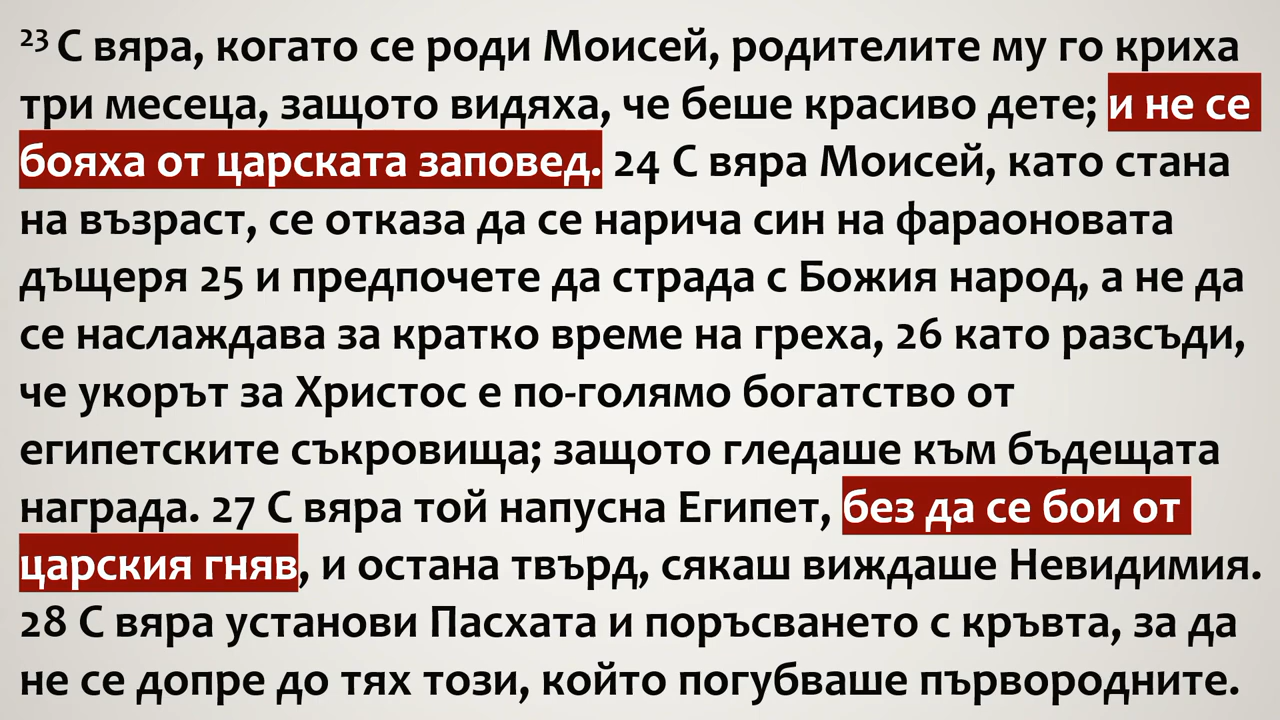 23 С вяра, когато се роди Моисей, родителите му го криха
три месеца, защото видяха, че беше красиво дете; и не се
бояха от царската заповед. 24 С вяра Моисей, като стана
на възраст, се отказа да се нарича син на фараоновата
дъщеря 25 и предпочете да страда с Божия народ, а не да
се наслаждава за кратко време на греха, 26 като разсъди,
че укорът за Христос е по-голямо богатство от
египетските съкровища; защото гледаше към бъдещата
награда. 27 С вяра той напусна Египет, без да се бои от
царския гняв, и остана твърд, сякаш виждаше Невидимия.
28 С вяра установи Пасхата и поръсването с кръвта, за да
не се допре до тях този, който погубваше първородните.